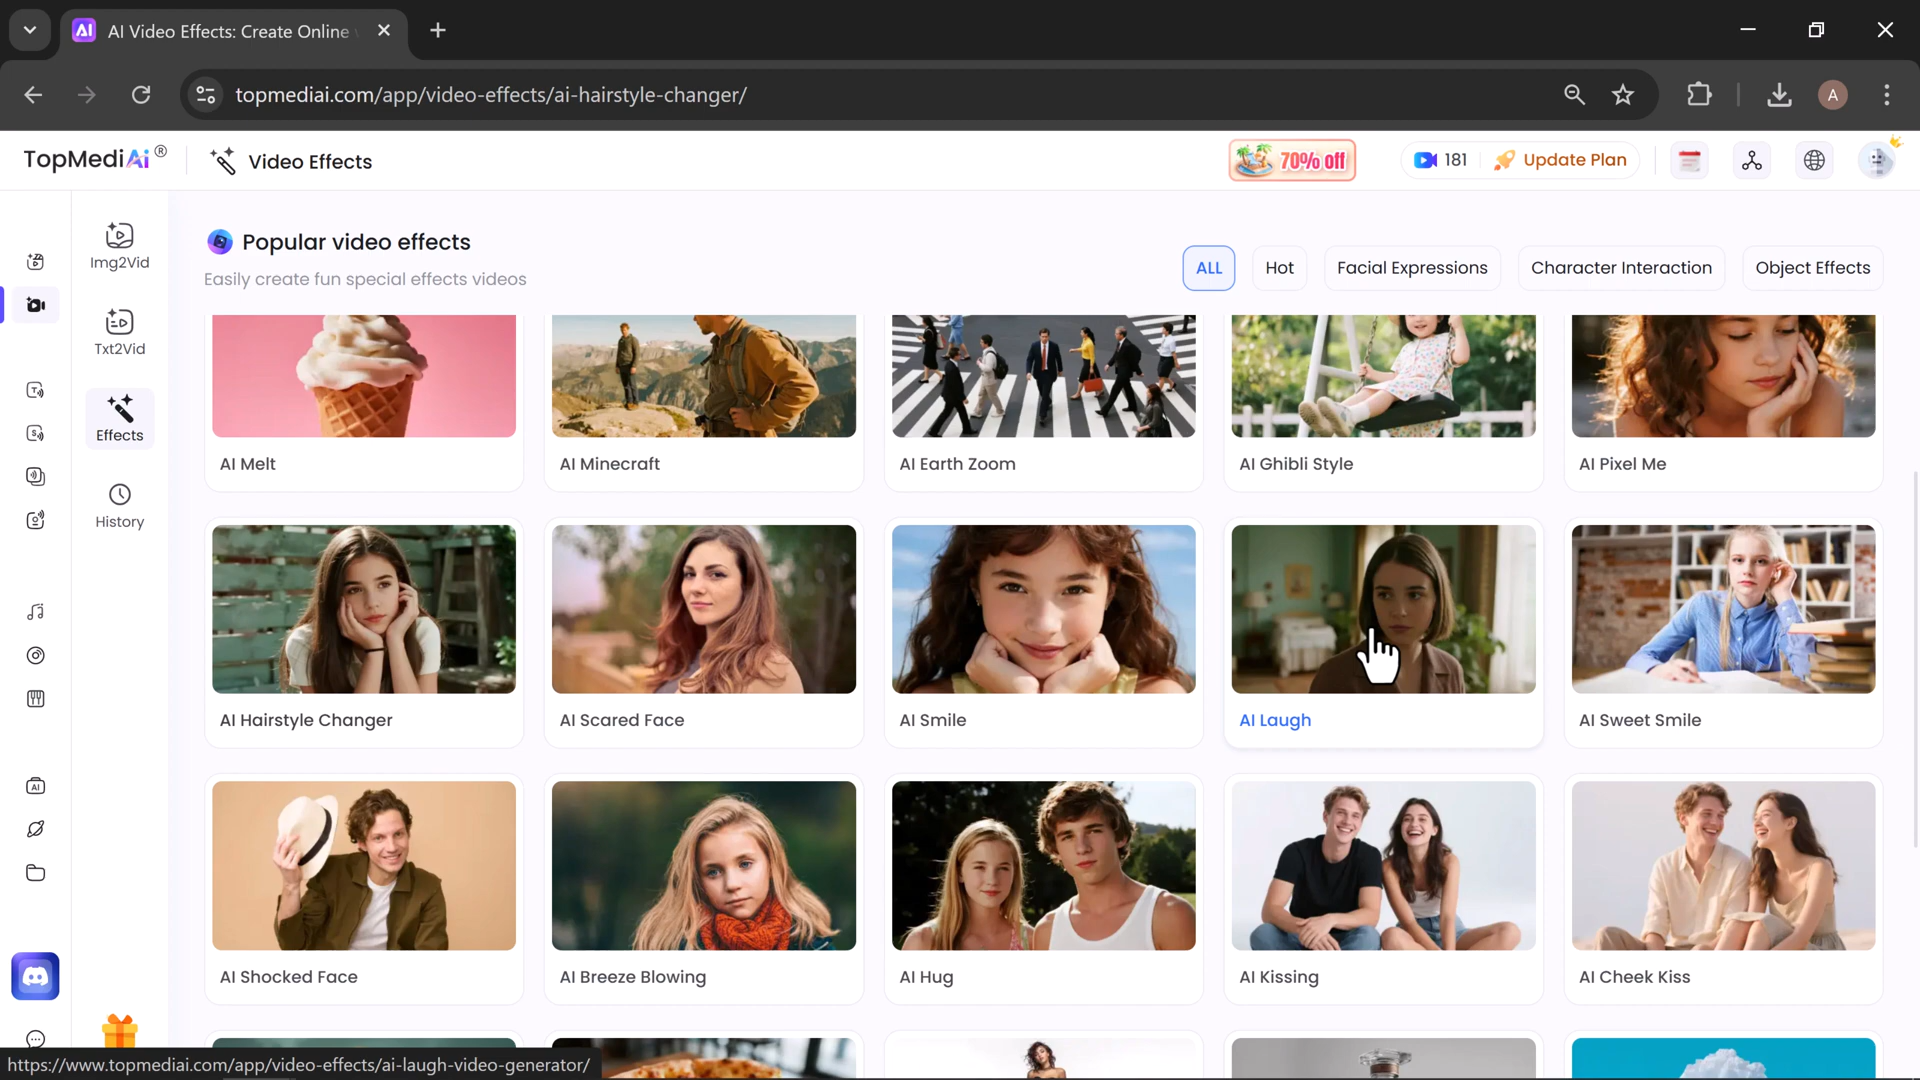 AI Video Effects: Create Online
topmediai.com/app/video-effects/ai-hairstyle-changer/
A
TopMediAi®
Video Effects
70% off
181
Update Plan
Img2Vid
Txt2Vid
Effects
History
Popular video effects
Easily create fun special effects videos
ALL
Hot
Facial Expressions
Character Interaction
Object Effects
AI Melt
AI Minecraft
AI Earth Zoom
AI Ghibli Style
AI Pixel Me
AI Hairstyle Changer
AI Scared Face
AI Smile
AI Laugh
AI Sweet Smile
AI Shocked Face
AI Breeze Blowing
AI Hug
AI Kissing
AI Cheek Kiss
https://www.topmediai.com/app/video-effects/ai-laugh-video-generator/